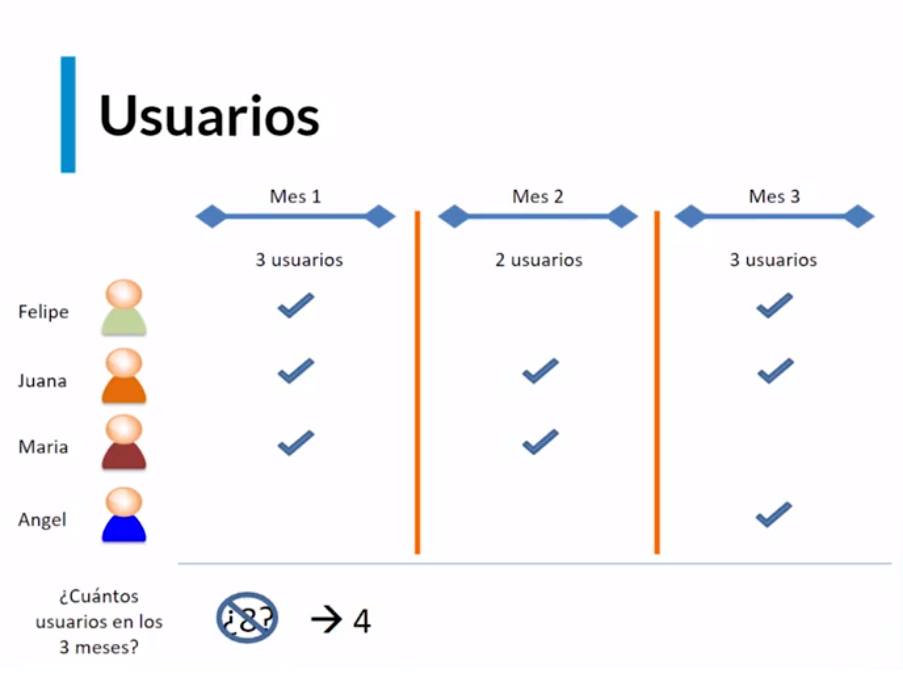 Usuarios
Mes 1
Mes 2
Mes 3
3 usuarios
2 usuarios
3 usuarios
Felipe
Juana
Maria
Angel
¿Cuántos
usuarios en los
3 meses?
¿8?
→ 4